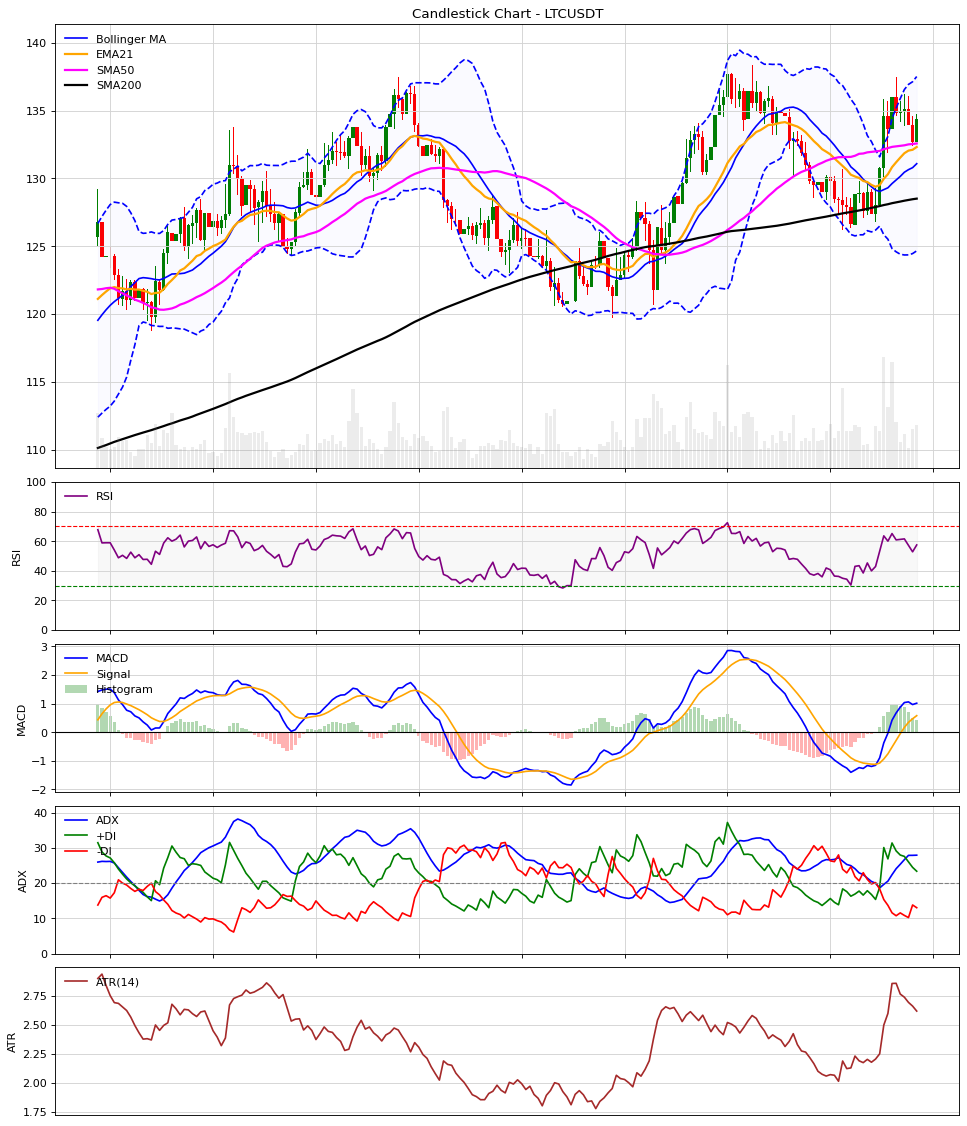 Candlestick Chart - LTCUSDT
Bollinger MA
EMA21
SMA50
SMA200
140
135
130
125
120
115
110
RSI
RSI
100
80
60
40
20
0
MACD
Signal
Histogram
MACD
3
2
1
0
−1
−2
ADX
+DI
-DI
ADX
40
30
20
10
0
ATR(14)
ATR
2.75
2.50
2.25
2.00
1.75